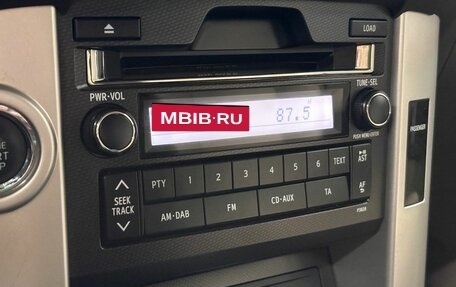 LOAD
PWR·VOL
TUNE·SEL
MBIB.RU
87.5
PUSH MENU/ENTER
PASSENGER
PTY 1 2 3 4 5 6 TEXT AST
SEEK TRACK
AM·DAB FM CD·AUX TA AF